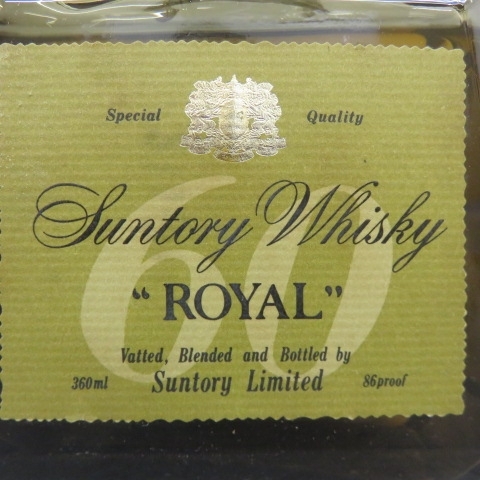 Special Quality
Suntory Whisky
60
“ROYAL”
Vatted, Blended and Bottled by
360ml Suntory Limited 86proof